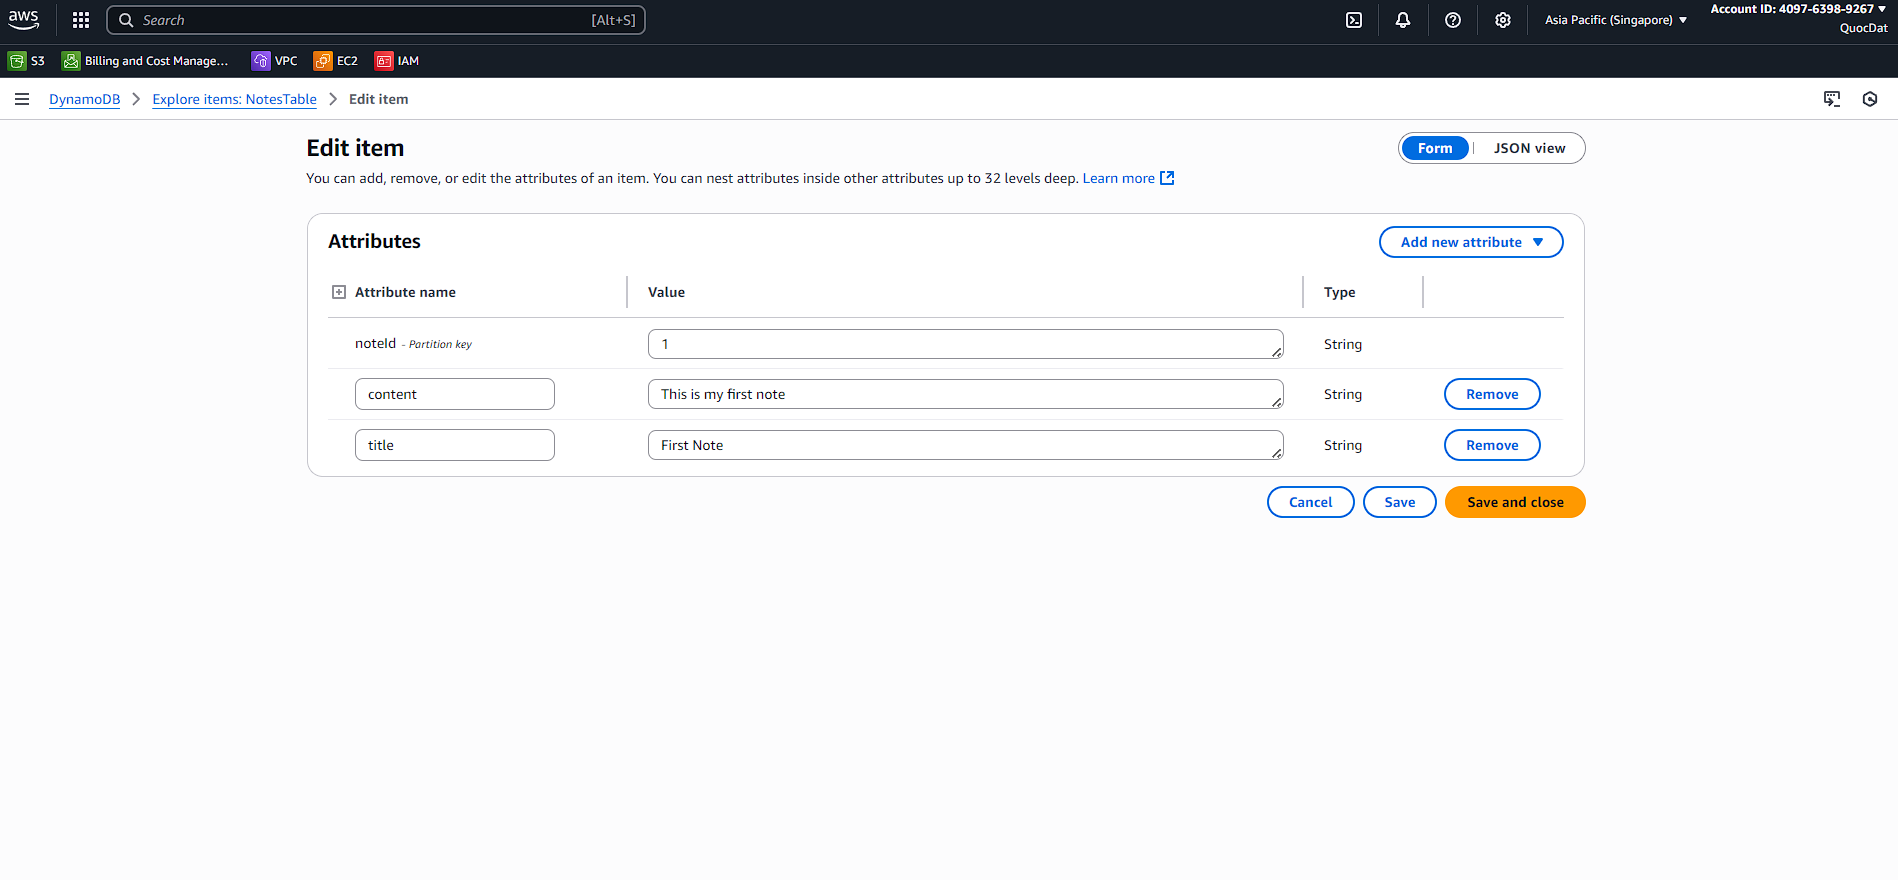 aws
Search [Alt+S]
Asia Pacific (Singapore)
Account ID: 4097-6398-9267
QuocDat
S3 Billing and Cost Manage... VPC EC2 IAM
DynamoDB Explore items: NotesTable Edit item
Edit item
Form JSON view
You can add, remove, or edit the attributes of an item. You can nest attributes inside other attributes up to 32 levels deep. Learn more
Attributes
Add new attribute
Attribute name Value Type
noteId - Partition key 1 String
content This is my first note String Remove
title First Note String Remove
Cancel Save Save and close